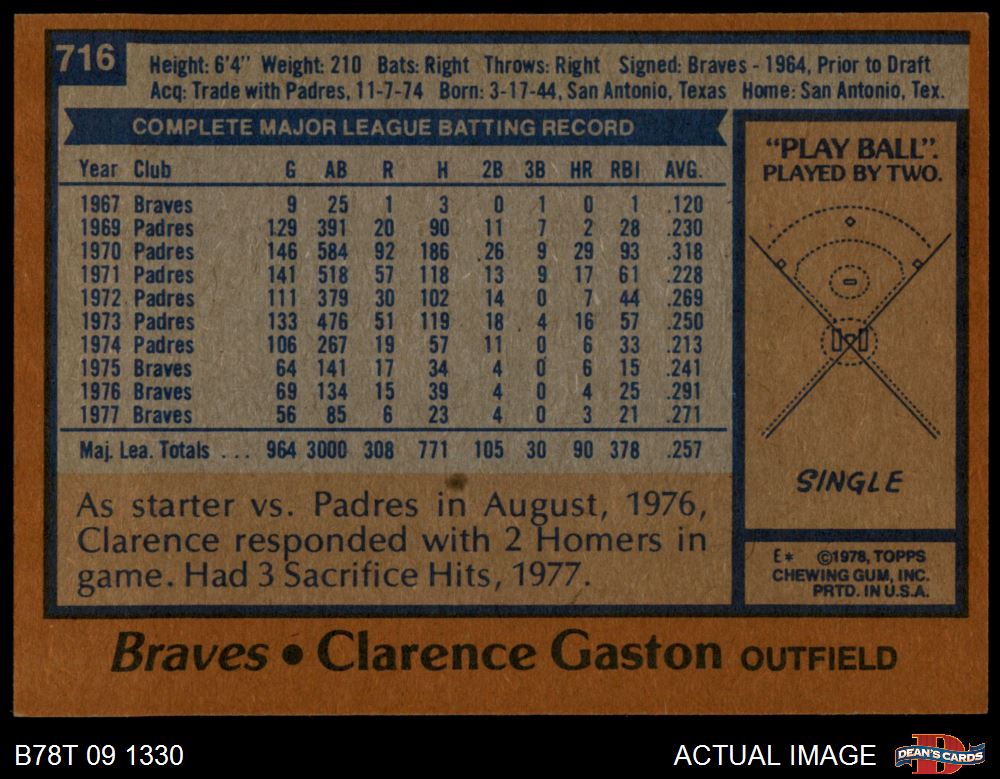 716
Height: 6'4" Weight: 210 Bats: Right Throws: Right Signed: Braves - 1964, Prior to Draft
Acq: Trade with Padres, 11-7-74 Born: 3-17-44, San Antonio, Texas Home: San Antonio, Tex.
COMPLETE MAJOR LEAGUE BATTING RECORD
Year Club G AB R H 2B 3B HR RBI AVG.
1967 Braves 9 25 1 3 0 1 0 1 .120
1969 Padres 129 391 20 90 11 7 2 28 .230
1970 Padres 146 584 92 186 26 9 29 93 .318
1971 Padres 141 518 57 118 13 9 17 61 .228
1972 Padres 111 379 30 102 14 0 7 44 .269
1973 Padres 133 476 51 119 18 4 16 57 .250
1974 Padres 106 267 19 57 11 0 6 33 .213
1975 Braves 64 141 17 34 4 0 6 15 .241
1976 Braves 69 134 15 39 4 0 4 25 .291
1977 Braves 56 85 6 23 4 0 3 21 .271
Maj. Lea. Totals ... 964 3000 308 771 105 30 90 378 .257
As starter vs. Padres in August, 1976,
Clarence responded with 2 Homers in
game. Had 3 Sacrifice Hits, 1977.
"PLAY BALL".
PLAYED BY TWO.
SINGLE
E* ©1978, TOPPS
CHEWING GUM, INC.
PRTD. IN U.S.A.
Braves • Clarence Gaston OUTFIELD
B78T 09 1330
ACTUAL IMAGE
D
DEAN'S CARDS